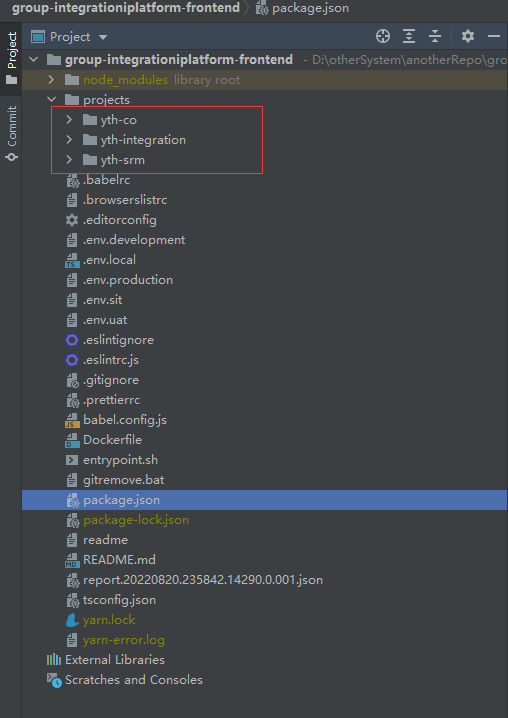 group-integrationiplatform-frontend
package.json
Project
Commit
Project
group-integrationiplatform-frontend - D:\otherSystem\anotherRepo\gro
node_modules library root
projects
yth-co
yth-integration
yth-srm
.babelrc
.browserslistrc
.editorconfig
.env.development
.env.local
.env.production
.env.sit
.env.uat
.eslintignore
.eslintrc.js
.gitignore
.prettierrc
babel.config.js
Dockerfile
entrypoint.sh
gitremove.bat
package.json
package-lock.json
readme
README.md
report.20220820.235842.14290.0.001.json
tsconfig.json
yarn.lock
yarn-error.log
External Libraries
Scratches and Consoles